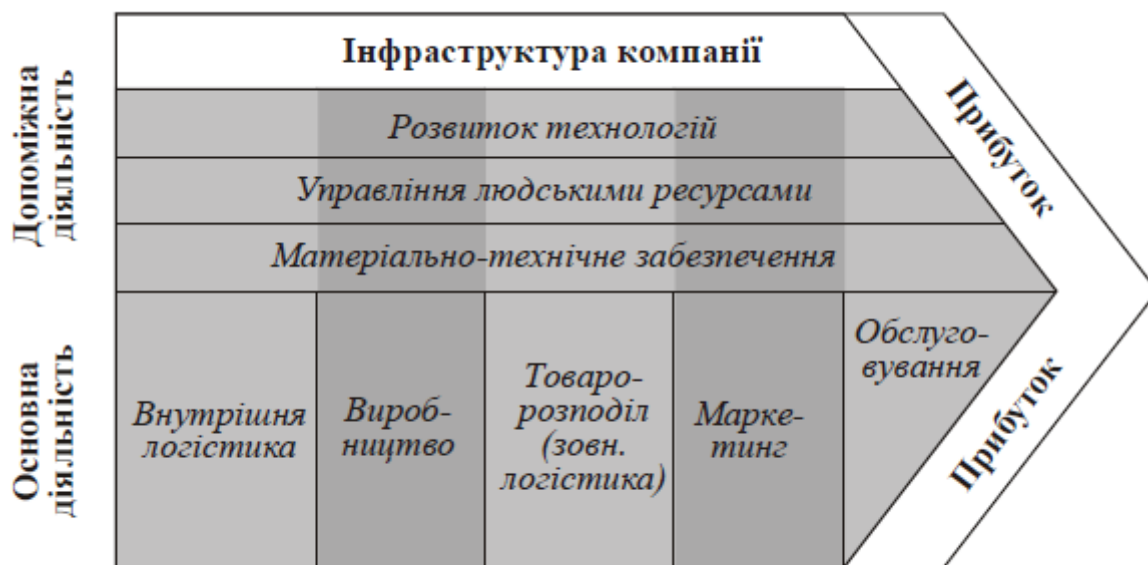 Допоміжна
діяльність
Інфраструктура компанії
Розвиток технологій
Управління людськими ресурсами
Матеріально-технічне забезпечення
Прибуток
Основна
діяльність
Внутрішня
логістика
Вироб-
ництво
Товаро-
розподіл
(зовн.
логістика)
Марке-
тинг
Обслуго-
вування
Прибуток